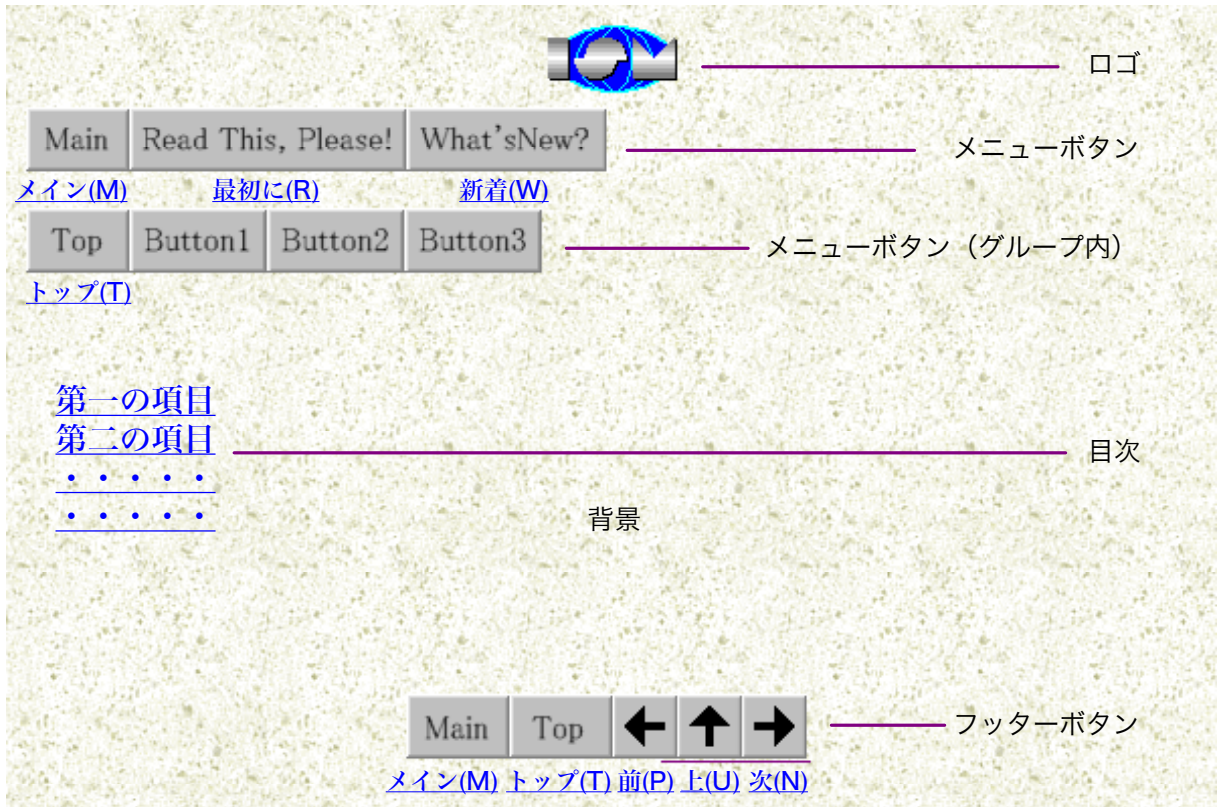 ロゴ
Main Read This, Please! What'sNew? メニューボタン
メイン(M) 最初に(R) 新着(W)
Top Button1 Button2 Button3 メニューボタン（グループ内）
トップ(T)
第一の項目
第二の項目 目次
・・・・・
・・・・・
背景
Main Top フッターボタン
メイン(M) トップ(T) 前(P) 上(U) 次(N)